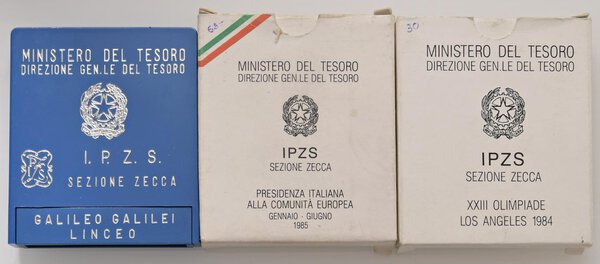 MINISTERO DEL TESORO
DIREZIONE GEN.LE DEL TESORO
I. P. Z. S.
SEZIONE ZECCA
GALILEO GALILEI
LINCEO
63-
MINISTERO DEL TESORO
DIREZIONE GEN.LE DEL TESORO
IPZS
SEZIONE ZECCA
PRESIDENZA ITALIANA
ALLA COMUNITÀ EUROPEA
GENNAIO - GIUGNO
1985
30
MINISTERO DEL TESORO
DIREZIONE GEN.LE DEL TESORO
IPZS
SEZIONE ZECCA
XXIII OLIMPIADE
LOS ANGELES 1984